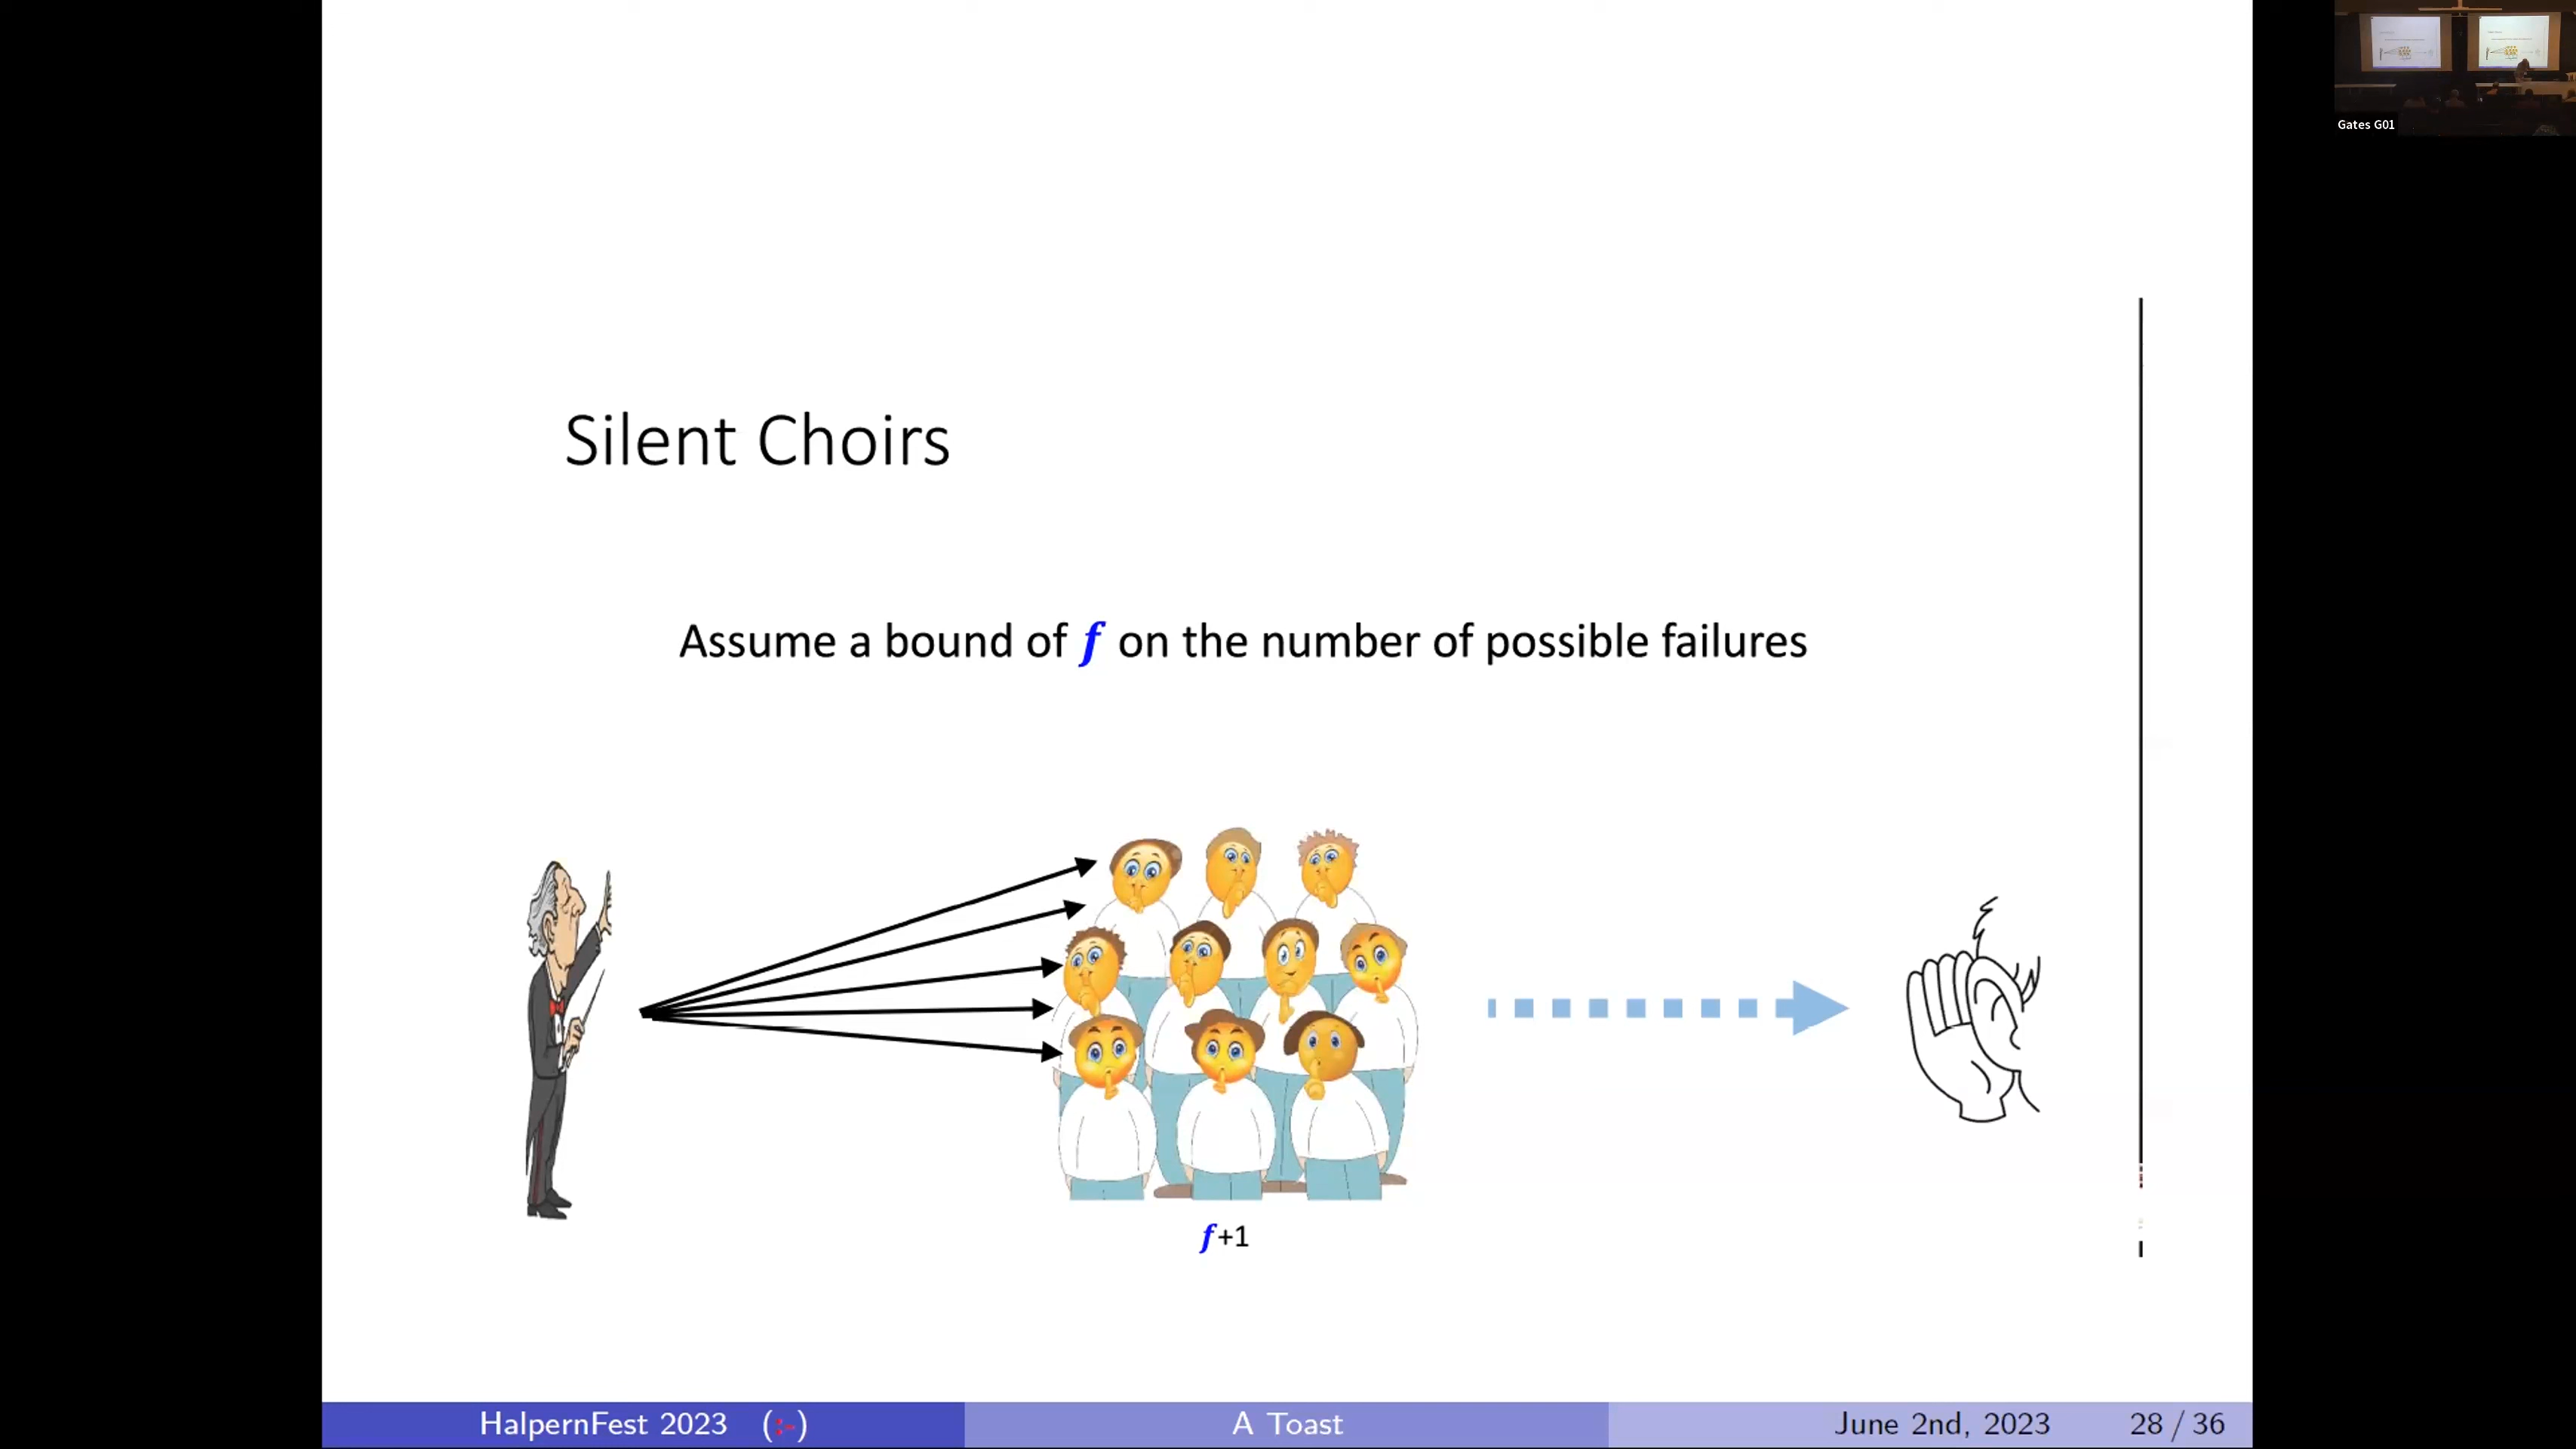 Gates G01
Silent Choirs
Assume a bound of f on the number of possible failures
f+1
HalpernFest 2023 (:-)
A Toast
June 2nd, 2023
28 / 36